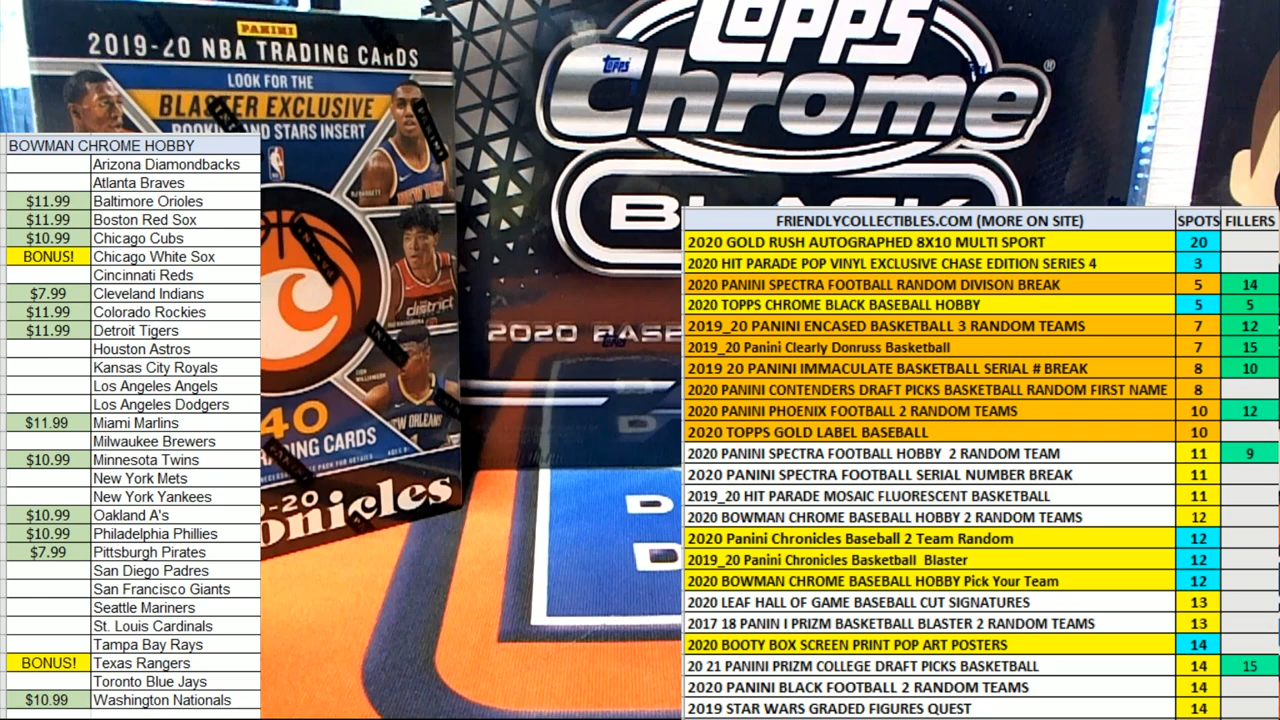 PANINI
2019-20 NBA TRADING CARDS
LOOK FOR THE
BLASTER EXCLUSIVE
ROOKIE AND STARS INSERT
NBA
district
NEW ORLEANS
40
TRADING CARDS
-20
onicles
Topps
topps
Chrome®
BLACK
2020 BASE
BOWMAN CHROME HOBBY
Arizona Diamondbacks
Atlanta Braves
$11.99 Baltimore Orioles
$11.99 Boston Red Sox
$10.99 Chicago Cubs
BONUS! Chicago White Sox
Cincinnati Reds
$7.99 Cleveland Indians
$11.99 Colorado Rockies
$11.99 Detroit Tigers
Houston Astros
Kansas City Royals
Los Angeles Angels
Los Angeles Dodgers
$11.99 Miami Marlins
Milwaukee Brewers
$10.99 Minnesota Twins
New York Mets
New York Yankees
$10.99 Oakland A's
$10.99 Philadelphia Phillies
$7.99 Pittsburgh Pirates
San Diego Padres
San Francisco Giants
Seattle Mariners
St. Louis Cardinals
Tampa Bay Rays
BONUS! Texas Rangers
Toronto Blue Jays
$10.99 Washington Nationals
FRIENDLYCOLLECTIBLES.COM (MORE ON SITE) SPOTS FILLERS
2020 GOLD RUSH AUTOGRAPHED 8X10 MULTI SPORT 20
2020 HIT PARADE POP VINYL EXCLUSIVE CHASE EDITION SERIES 4 3
2020 PANINI SPECTRA FOOTBALL RANDOM DIVISON BREAK 5 14
2020 TOPPS CHROME BLACK BASEBALL HOBBY 5 5
2019_20 PANINI ENCASED BASKETBALL 3 RANDOM TEAMS 7 12
2019_20 Panini Clearly Donruss Basketball 7 15
2019 20 PANINI IMMACULATE BASKETBALL SERIAL # BREAK 8 10
2020 PANINI CONTENDERS DRAFT PICKS BASKETBALL RANDOM FIRST NAME 8
2020 PANINI PHOENIX FOOTBALL 2 RANDOM TEAMS 10 12
2020 TOPPS GOLD LABEL BASEBALL 10
2020 PANINI SPECTRA FOOTBALL HOBBY 2 RANDOM TEAM 11 9
2020 PANINI SPECTRA FOOTBALL SERIAL NUMBER BREAK 11
2019_20 HIT PARADE MOSAIC FLUORESCENT BASKETBALL 11
2020 BOWMAN CHROME BASEBALL HOBBY 2 RANDOM TEAMS 12
2020 Panini Chronicles Baseball 2 Team Random 12
2019_20 Panini Chronicles Basketball Blaster 12
2020 BOWMAN CHROME BASEBALL HOBBY Pick Your Team 12
2020 LEAF HALL OF GAME BASEBALL CUT SIGNATURES 13
2017 18 PANIN I PRIZM BASKETBALL BLASTER 2 RANDOM TEAMS 13
2020 BOOTY BOX SCREEN PRINT POP ART POSTERS 14
20 21 PANINI PRIZM COLLEGE DRAFT PICKS BASKETBALL 14 15
2020 PANINI BLACK FOOTBALL 2 RANDOM TEAMS 14
2019 STAR WARS GRADED FIGURES QUEST 14